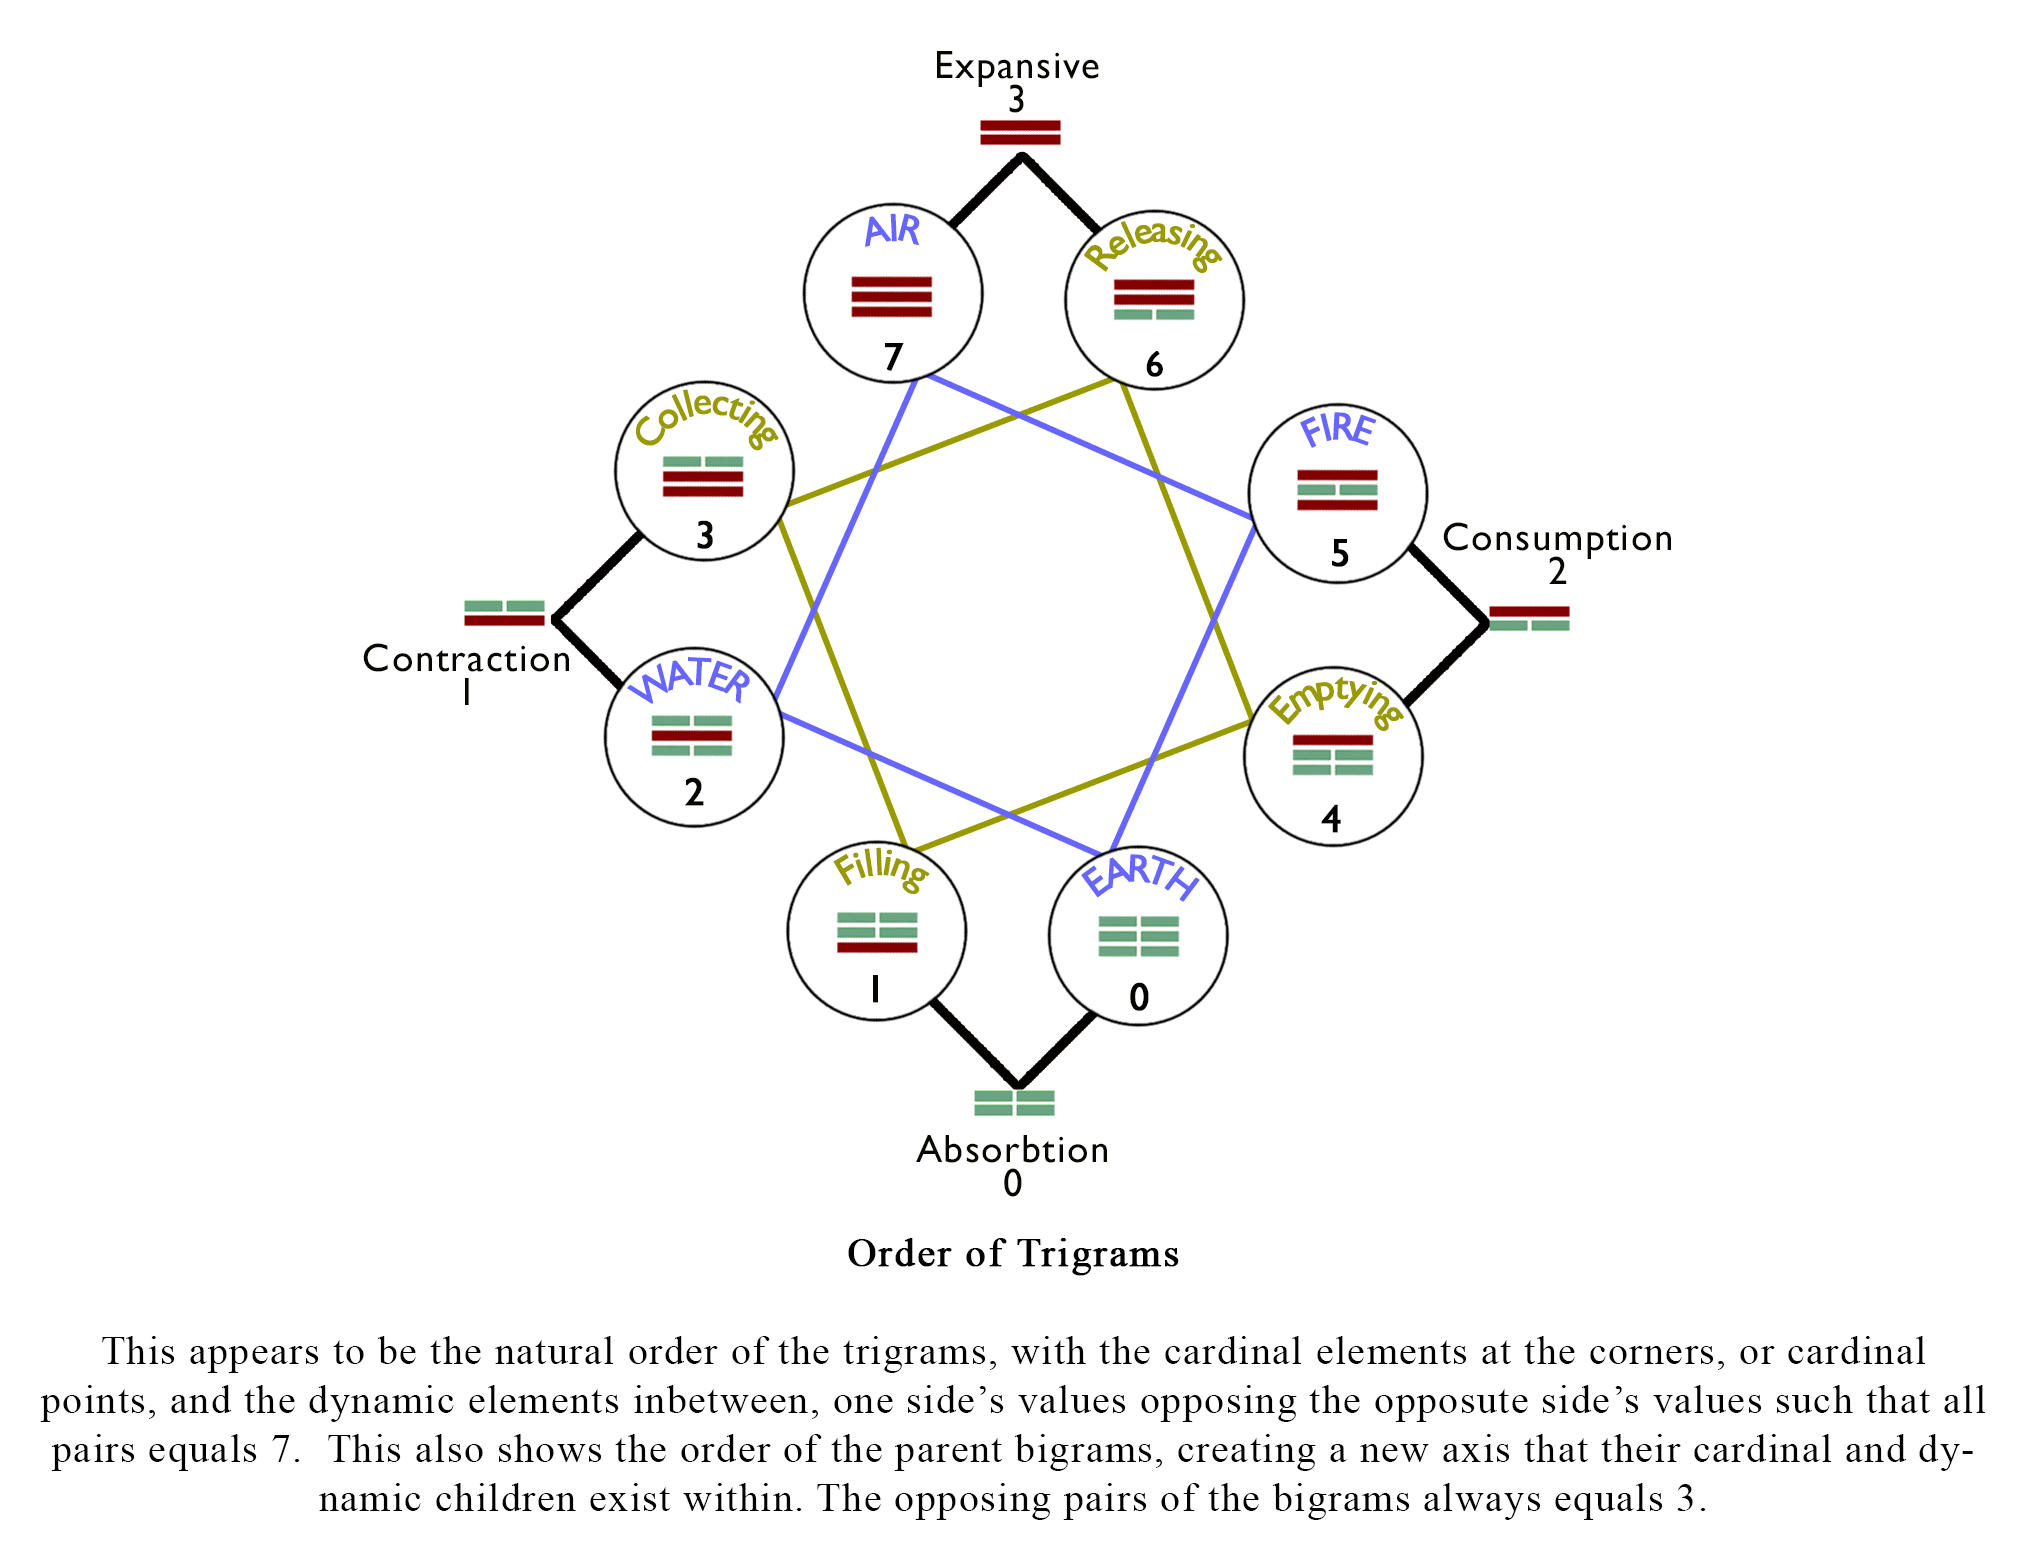 Expansive
3
AIR
7
Releasing
6
Collecting
3
FIRE
5
Consumption
2
Contraction
1
WATER
2
Emptying
4
Filling
1
EARTH
0
Absorbtion
0
Order of Trigrams
This appears to be the natural order of the trigrams, with the cardinal elements at the corners, or cardinal
points, and the dynamic elements inbetween, one side’s values opposing the opposute side’s values such that all
pairs equals 7.  This also shows the order of the parent bigrams, creating a new axis that their cardinal and dy-
namic children exist within. The opposing pairs of the bigrams always equals 3.